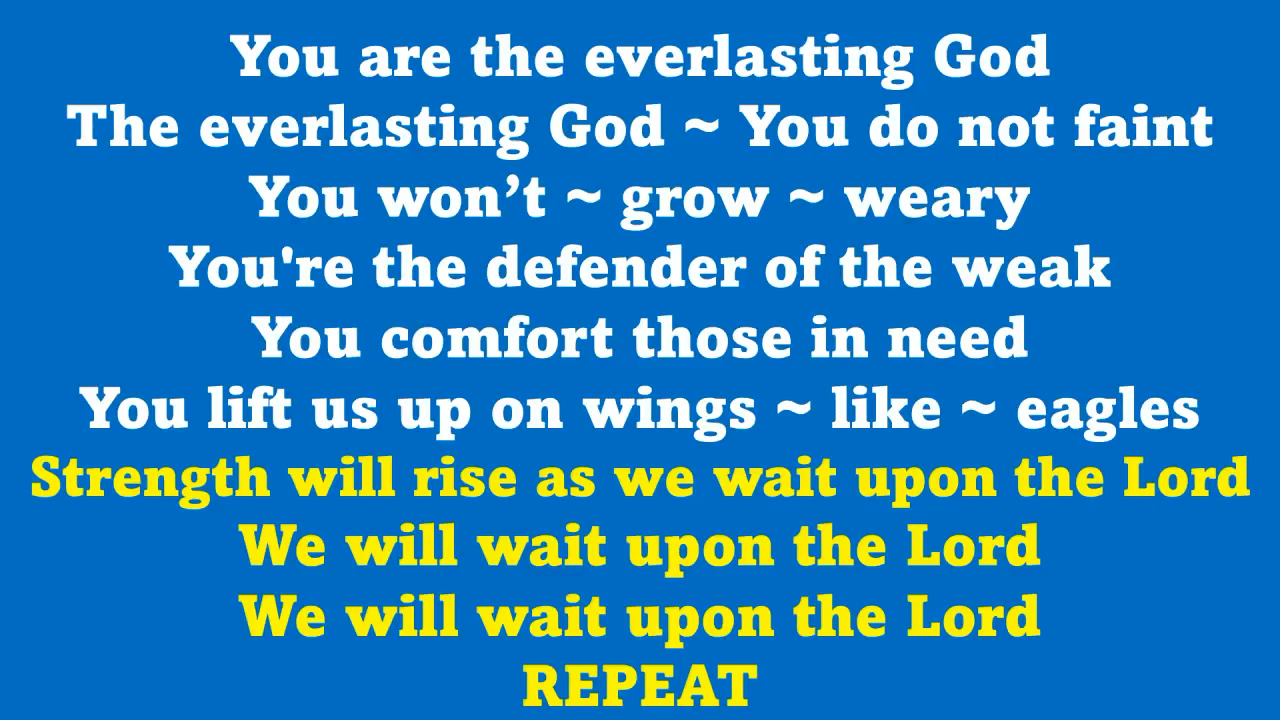 You are the everlasting God
The everlasting God ~ You do not faint
You won’t ~ grow ~ weary
You're the defender of the weak
You comfort those in need
You lift us up on wings ~ like ~ eagles
Strength will rise as we wait upon the Lord
We will wait upon the Lord
We will wait upon the Lord
REPEAT